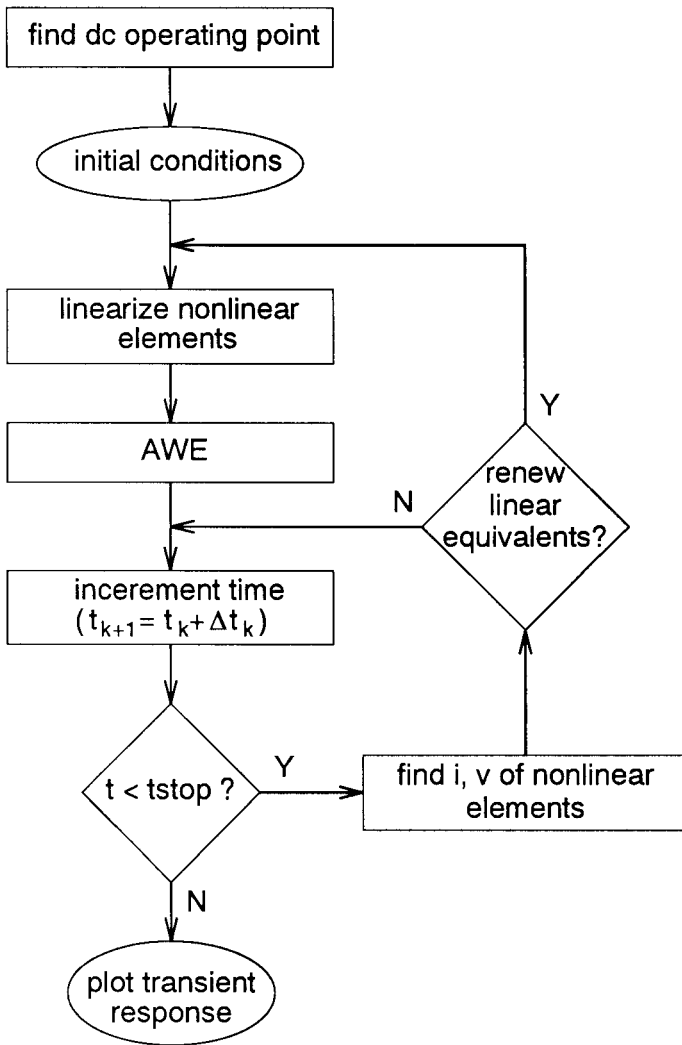 find dc operating point
initial conditions
linearize nonlinear
elements
AWE
Y
renew
linear
equivalents?
N
incerement time
(t_{k+1} = t_k + Δt_k)
t < tstop ?
Y
find i, v of nonlinear
elements
N
plot transient
response